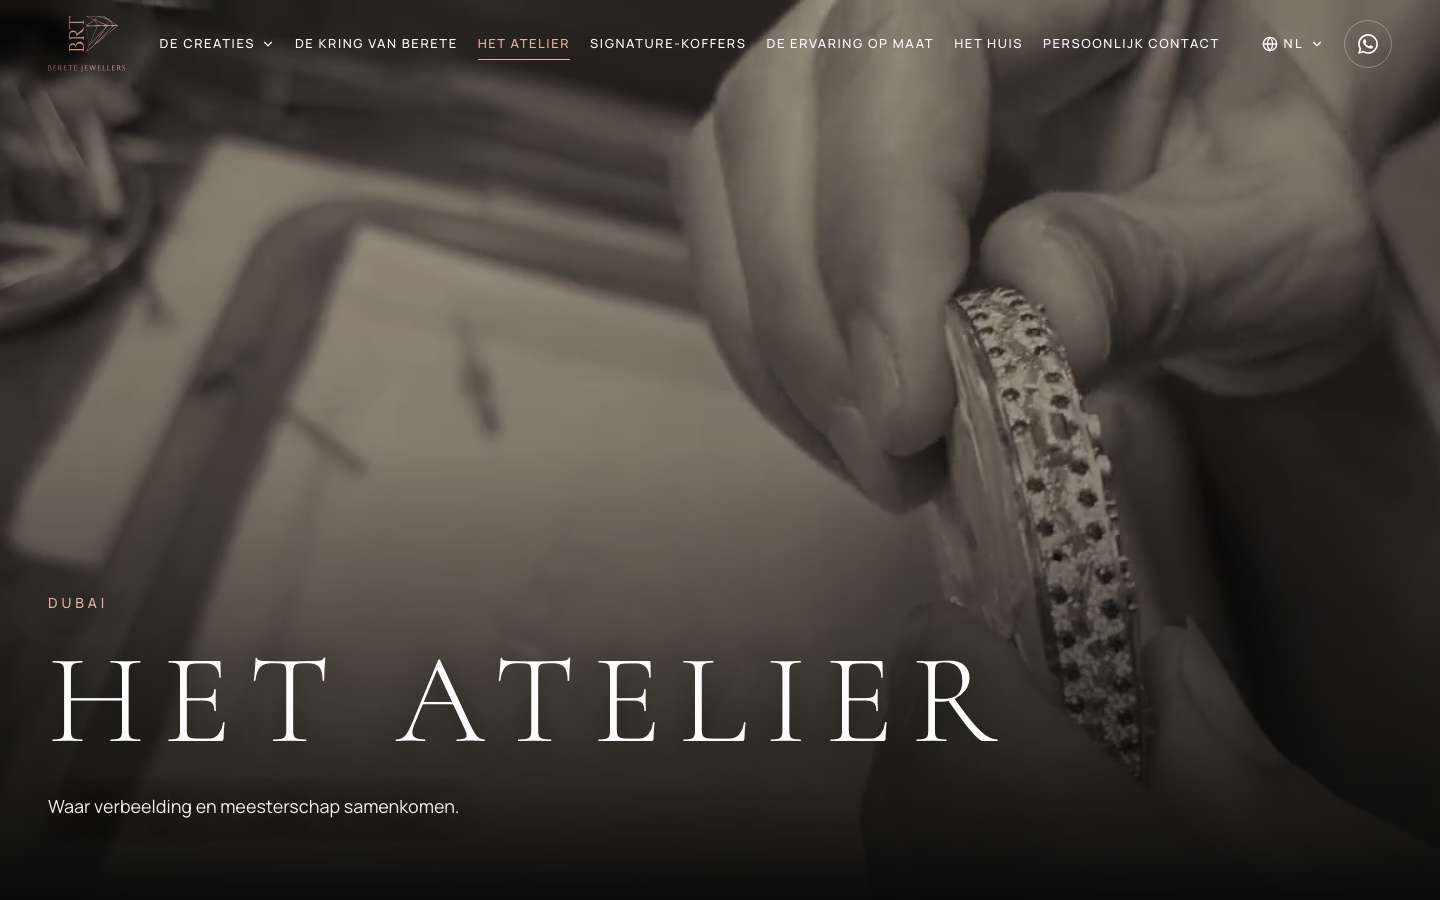 BRT
BERETE JEWELLERS
DE CREATIES
DE KRING VAN BERETE
HET ATELIER
SIGNATURE-KOFFERS
DE ERVARING OP MAAT
HET HUIS
PERSOONLIJK CONTACT
NL
DUBAI
HET ATELIER
Waar verbeelding en meesterschap samenkomen.